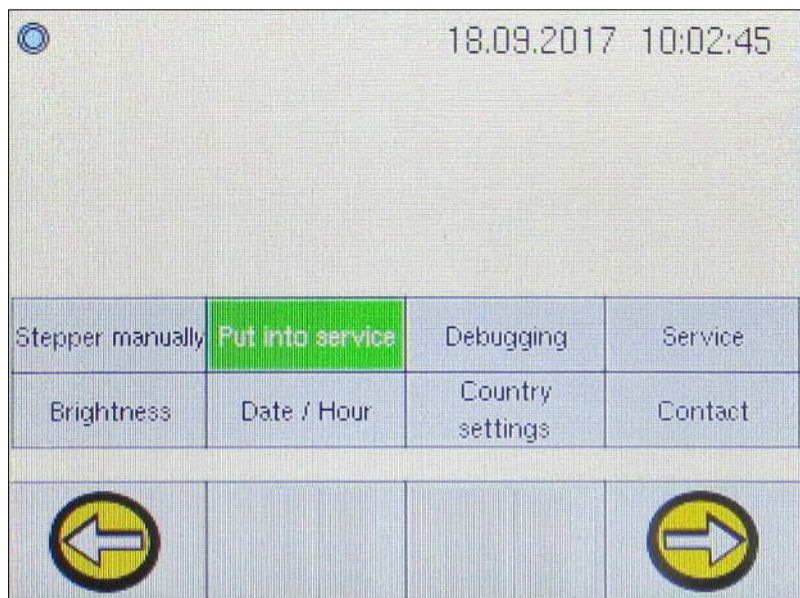 18.09.2017 10:02:45
Stepper manually Put into service Debugging Service
Brightness Date / Hour Country settings Contact